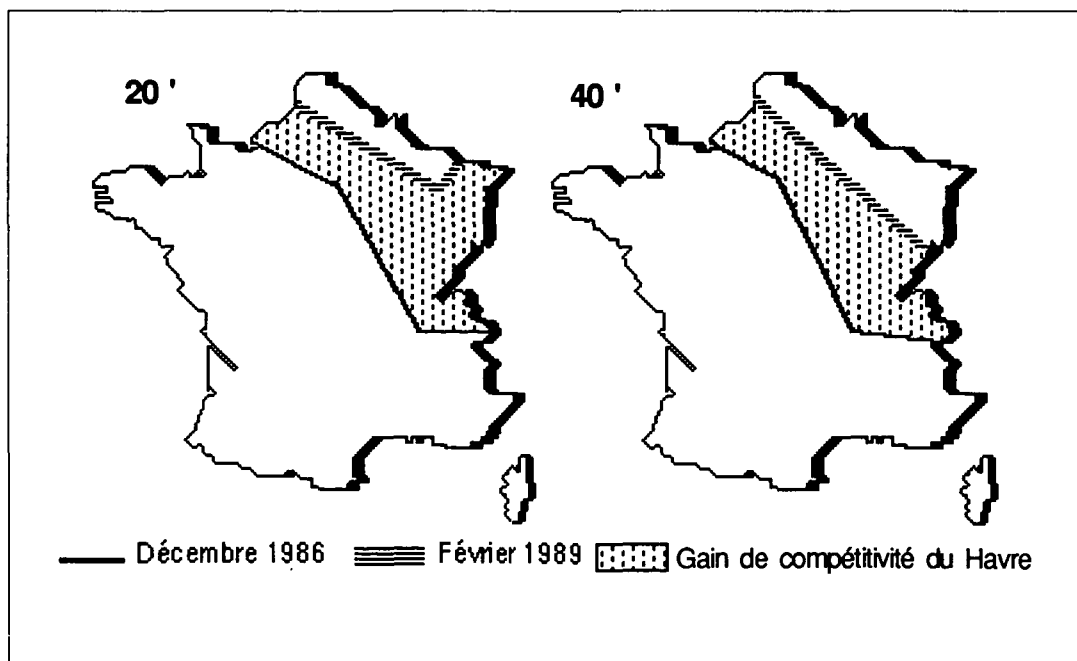 20 '
40 '
Décembre 1986
Février 1989
Gain de compétitivité du Havre